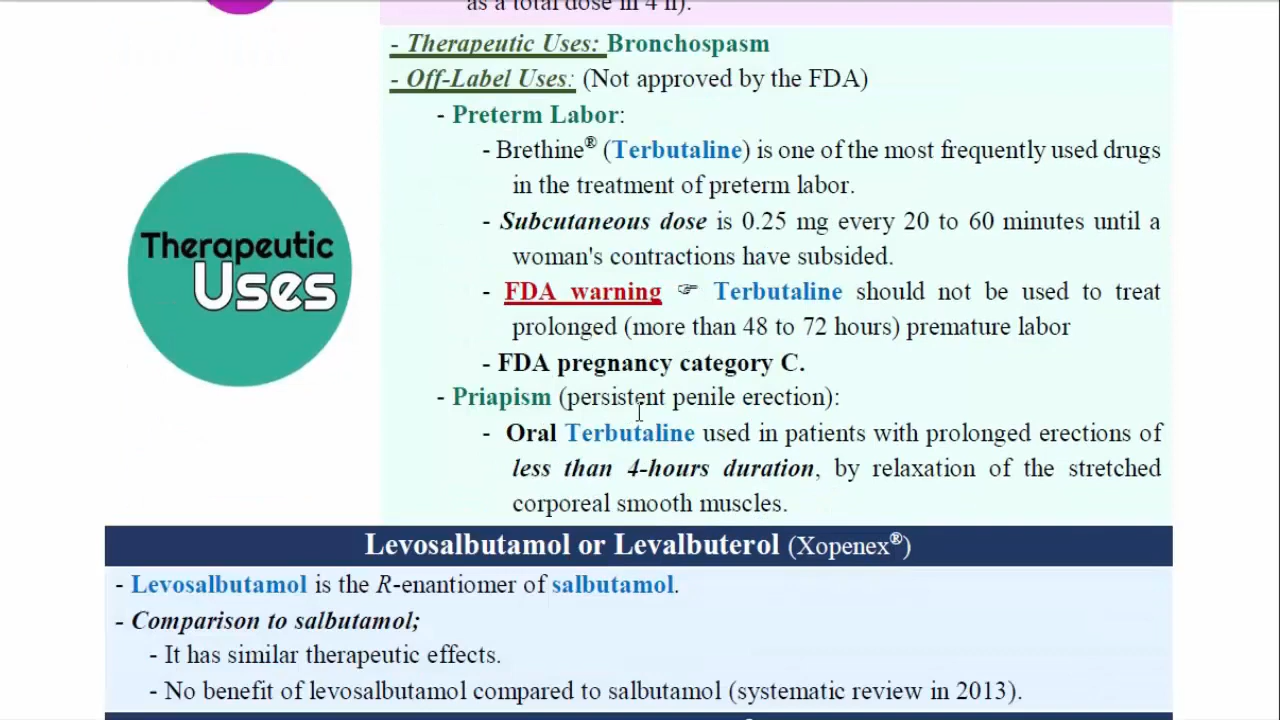 as a total dose in 4 h).
- Therapeutic Uses: Bronchospasm
- Off-Label Uses: (Not approved by the FDA)
- Preterm Labor:
- Brethine® (Terbutaline) is one of the most frequently used drugs
in the treatment of preterm labor.
- Subcutaneous dose is 0.25 mg every 20 to 60 minutes until a
woman's contractions have subsided.
- FDA warning ☞ Terbutaline should not be used to treat
prolonged (more than 48 to 72 hours) premature labor
- FDA pregnancy category C.
- Priapism (persistent penile erection):
- Oral Terbutaline used in patients with prolonged erections of
less than 4-hours duration, by relaxation of the stretched
corporeal smooth muscles.
Therapeutic
Uses
Levosalbutamol or Levalbuterol (Xopenex®)
- Levosalbutamol is the R-enantiomer of salbutamol.
- Comparison to salbutamol;
- It has similar therapeutic effects.
- No benefit of levosalbutamol compared to salbutamol (systematic review in 2013).